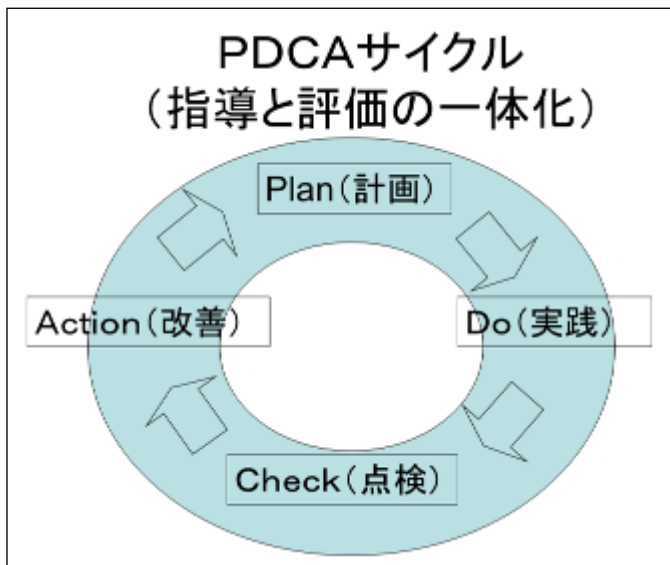 PDCAサイクル
（指導と評価の一体化）
Plan（計画）
Action（改善）
Do（実践）
Check（点検）